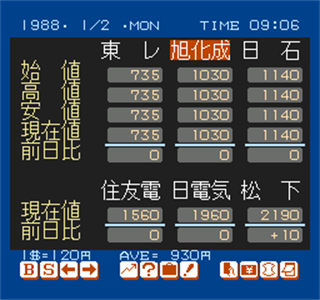 1988. 1/2 .MON TIME 09:06
東 レ 旭化成 日 石
始 値 735 1030 1140
高 値 735 1030 1140
安 値 735 1030 1140
現在値 735 1030 1140
前日比 0 0 0
住友電 日電気 松 下
現在値 1560 1960 2190
前日比 0 0 +10
1$=120円 AVE= 930円
B S ? ¥